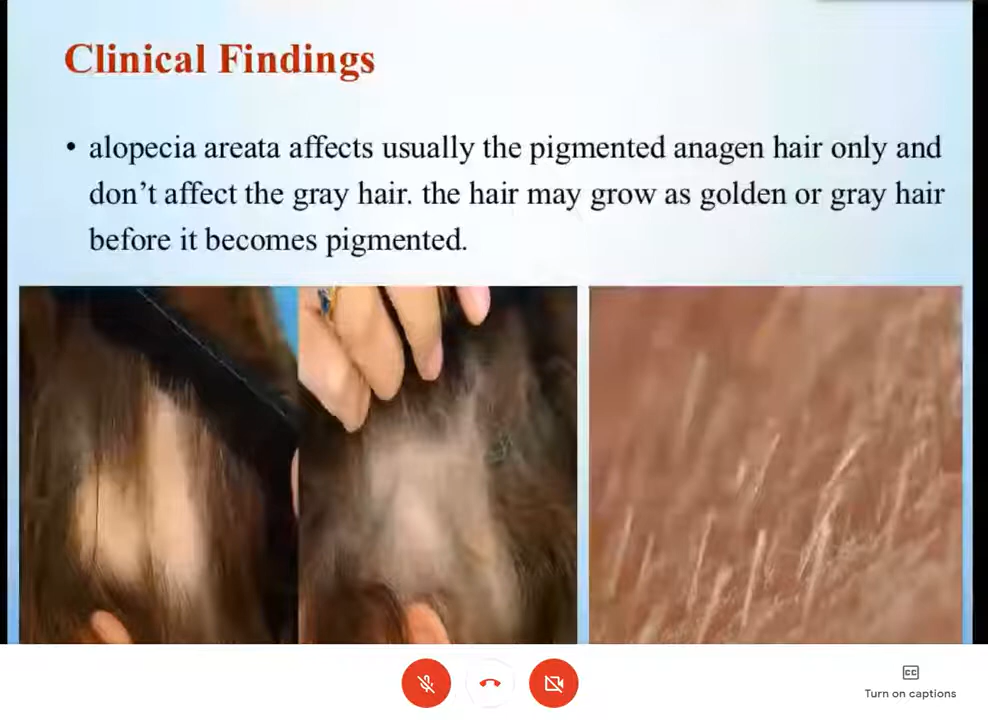 Clinical Findings
• alopecia areata affects usually the pigmented anagen hair only and
don’t affect the gray hair. the hair may grow as golden or gray hair
before it becomes pigmented.
CC
Turn on captions